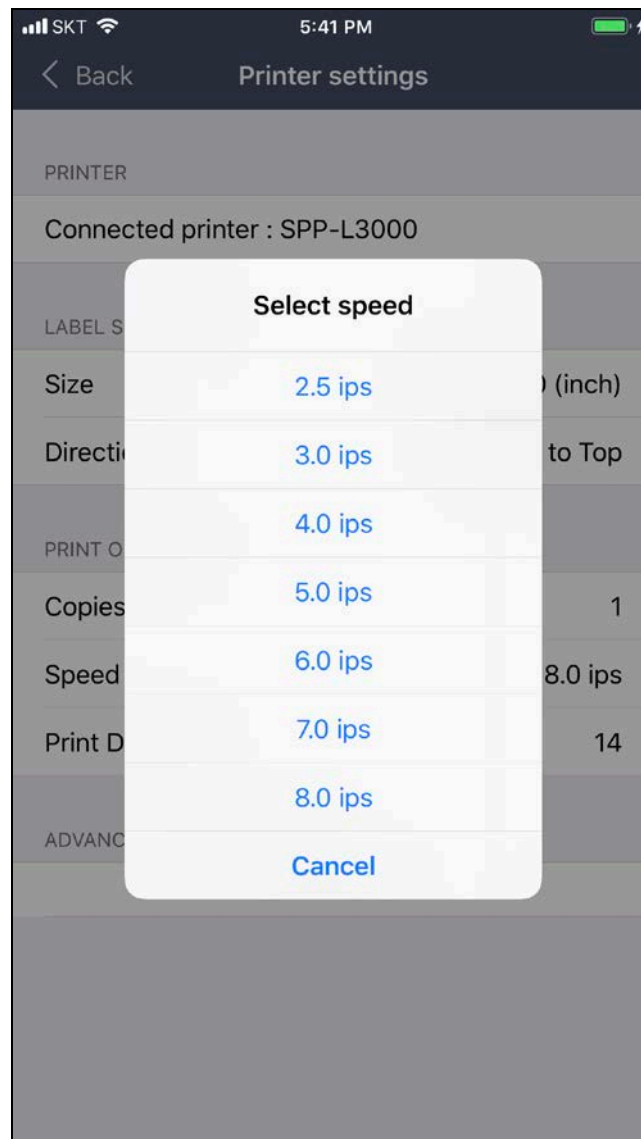 SKT 5:41 PM
Back Printer settings
PRINTER
Connected printer : SPP-L3000
Select speed
LABEL S
Size 2.5 ips (inch)
Directi 3.0 ips to Top
4.0 ips
PRINT O
5.0 ips
Copies 1
6.0 ips
Speed 8.0 ips
7.0 ips
Print D 14
8.0 ips
ADVANC
Cancel